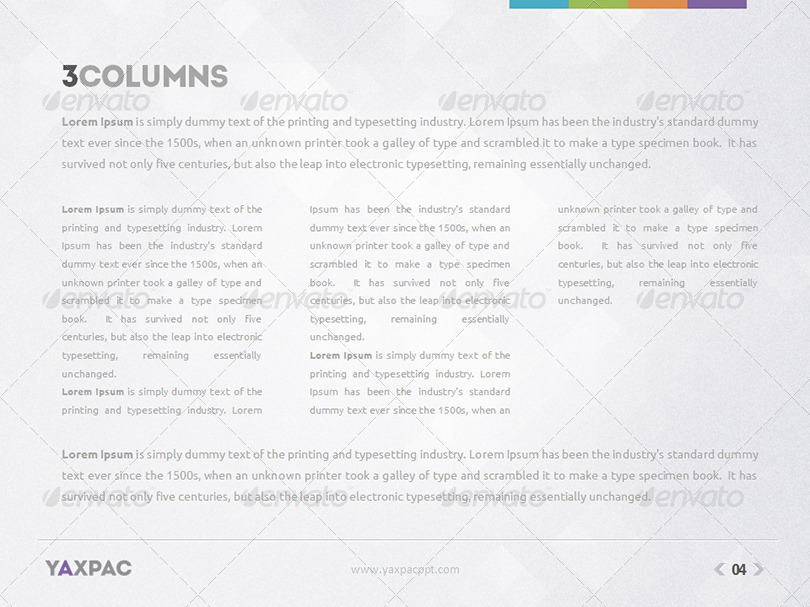 3COLUMNS
Lorem Ipsum is simply dummy text of the printing and typesetting industry. Lorem Ipsum has been the industry's standard dummy
text ever since the 1500s, when an unknown printer took a galley of type and scrambled it to make a type specimen book. It has
survived not only five centuries, but also the leap into electronic typesetting, remaining essentially unchanged.
Lorem Ipsum is simply dummy text of the
printing and typesetting industry. Lorem
Ipsum has been the industry's standard
dummy text ever since the 1500s, when an
unknown printer took a galley of type and
scrambled it to make a type specimen
book. It has survived not only five
centuries, but also the leap into electronic
typesetting, remaining essentially
unchanged.
Lorem Ipsum is simply dummy text of the
printing and typesetting industry. Lorem
Ipsum has been the industry's standard
dummy text ever since the 1500s, when an
unknown printer took a galley of type and
scrambled it to make a type specimen
book. It has survived not only five
centuries, but also the leap into electronic
typesetting, remaining essentially
unchanged.
Lorem Ipsum is simply dummy text of the
printing and typesetting industry. Lorem
Ipsum has been the industry's standard
dummy text ever since the 1500s, when an
unknown printer took a galley of type and
scrambled it to make a type specimen
book. It has survived not only five
centuries, but also the leap into electronic
typesetting, remaining essentially
unchanged.
Lorem Ipsum is simply dummy text of the printing and typesetting industry. Lorem Ipsum has been the industry's standard dummy
text ever since the 1500s, when an unknown printer took a galley of type and scrambled it to make a type specimen book. It has
survived not only five centuries, but also the leap into electronic typesetting, remaining essentially unchanged.
YAXPAC
www.yaxpacppt.com
04
envato envato envato envato
envato envato envato envato
envato envato envato envato